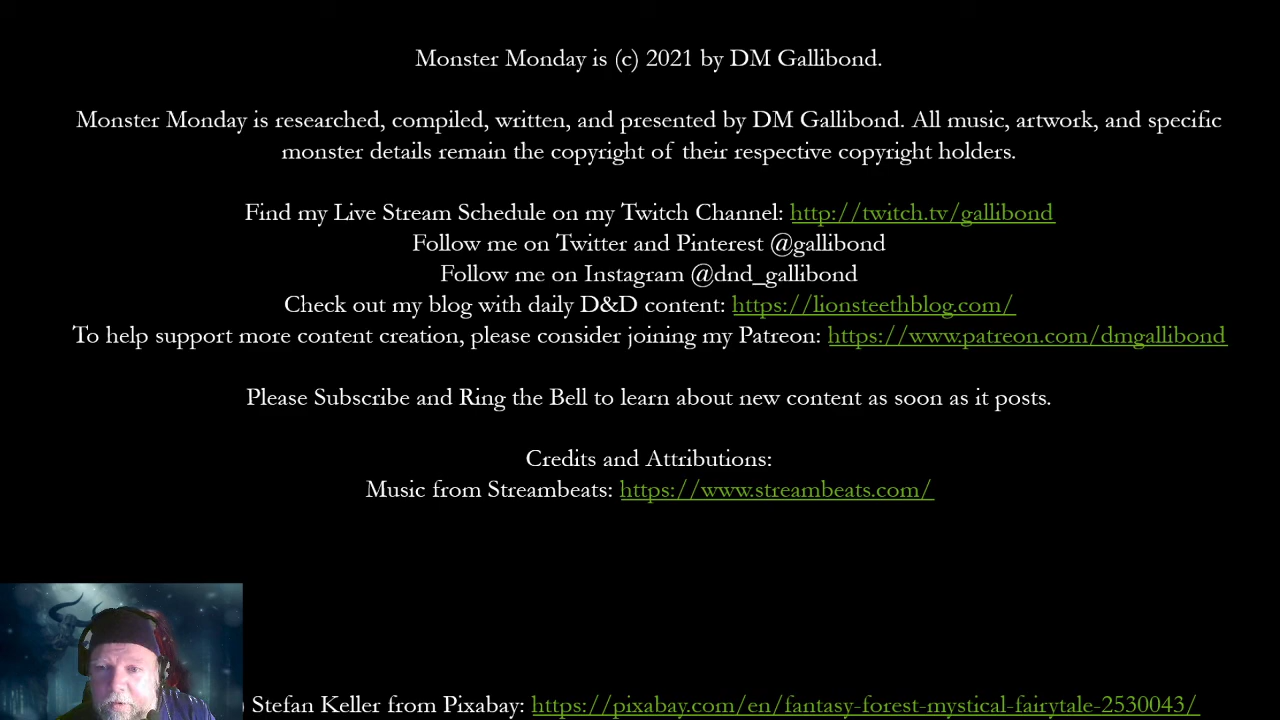 Monster Monday is (c) 2021 by DM Gallibond.
Monster Monday is researched, compiled, written, and presented by DM Gallibond. All music, artwork, and specific
monster details remain the copyright of their respective copyright holders.
Find my Live Stream Schedule on my Twitch Channel: http://twitch.tv/gallibond
Follow me on Twitter and Pinterest @gallibond
Follow me on Instagram @dnd_gallibond
Check out my blog with daily D&D content: https://lionsteethblog.com/
To help support more content creation, please consider joining my Patreon: https://www.patreon.com/dmgallibond
Please Subscribe and Ring the Bell to learn about new content as soon as it posts.
Credits and Attributions:
Music from Streambeats: https://www.streambeats.com/
Stefan Keller from Pixabay: https://pixabay.com/en/fantasy-forest-mystical-fairytale-2530043/